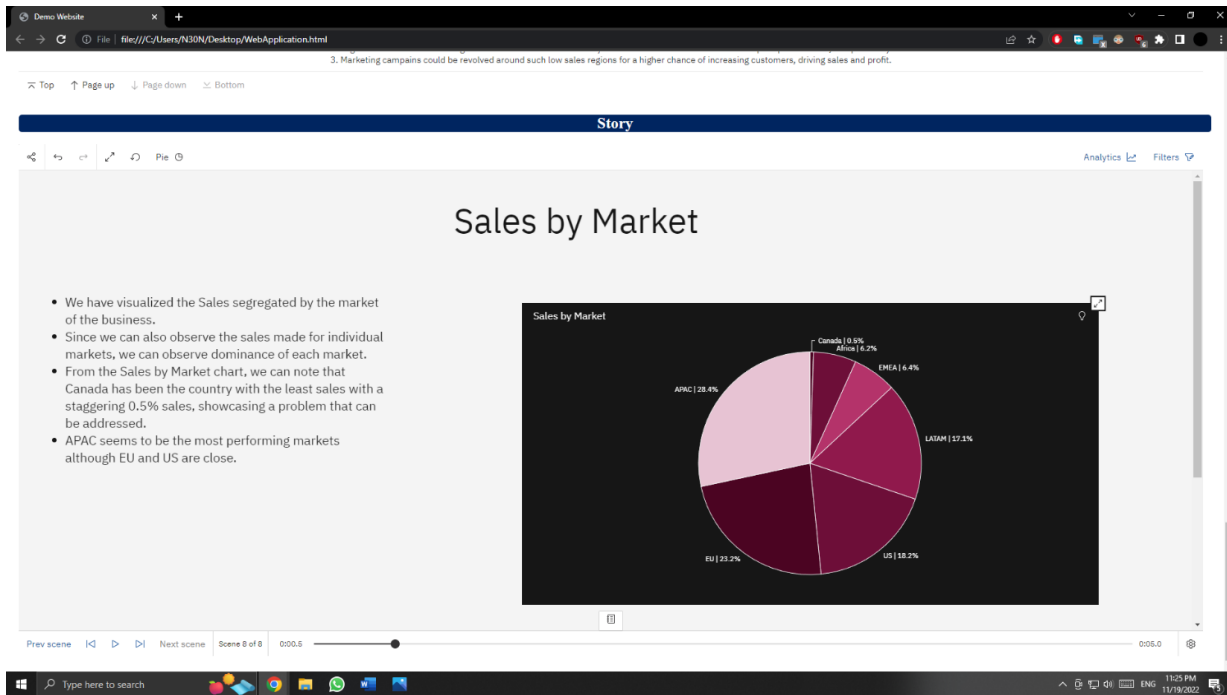 Demo Website
File
file:///C:/Users/N30N/Desktop/WebApplication.html
3. Marketing campains could be revolved around such low sales regions for a higher chance of increasing customers, driving sales and profit.
Top Page up Page down Bottom
Story
Pie
Analytics Filters
Sales by Market
• We have visualized the Sales segregated by the market
of the business.
• Since we can also observe the sales made for individual
markets, we can observe dominance of each market.
• From the Sales by Market chart, we can note that
Canada has been the country with the least sales with a
staggering 0.5% sales, showcasing a problem that can
be addressed.
• APAC seems to be the most performing markets
although EU and US are close.
Sales by Market
Canada | 0.5%
Africa | 6.2%
EMEA | 6.4%
APAC | 28.4%
LATAM | 17.1%
US | 18.2%
EU | 23.2%
Prev scene Next scene Scene 8 of 8 0:00.5 0:05.0
Type here to search
ENG
11:25 PM
11/19/2022